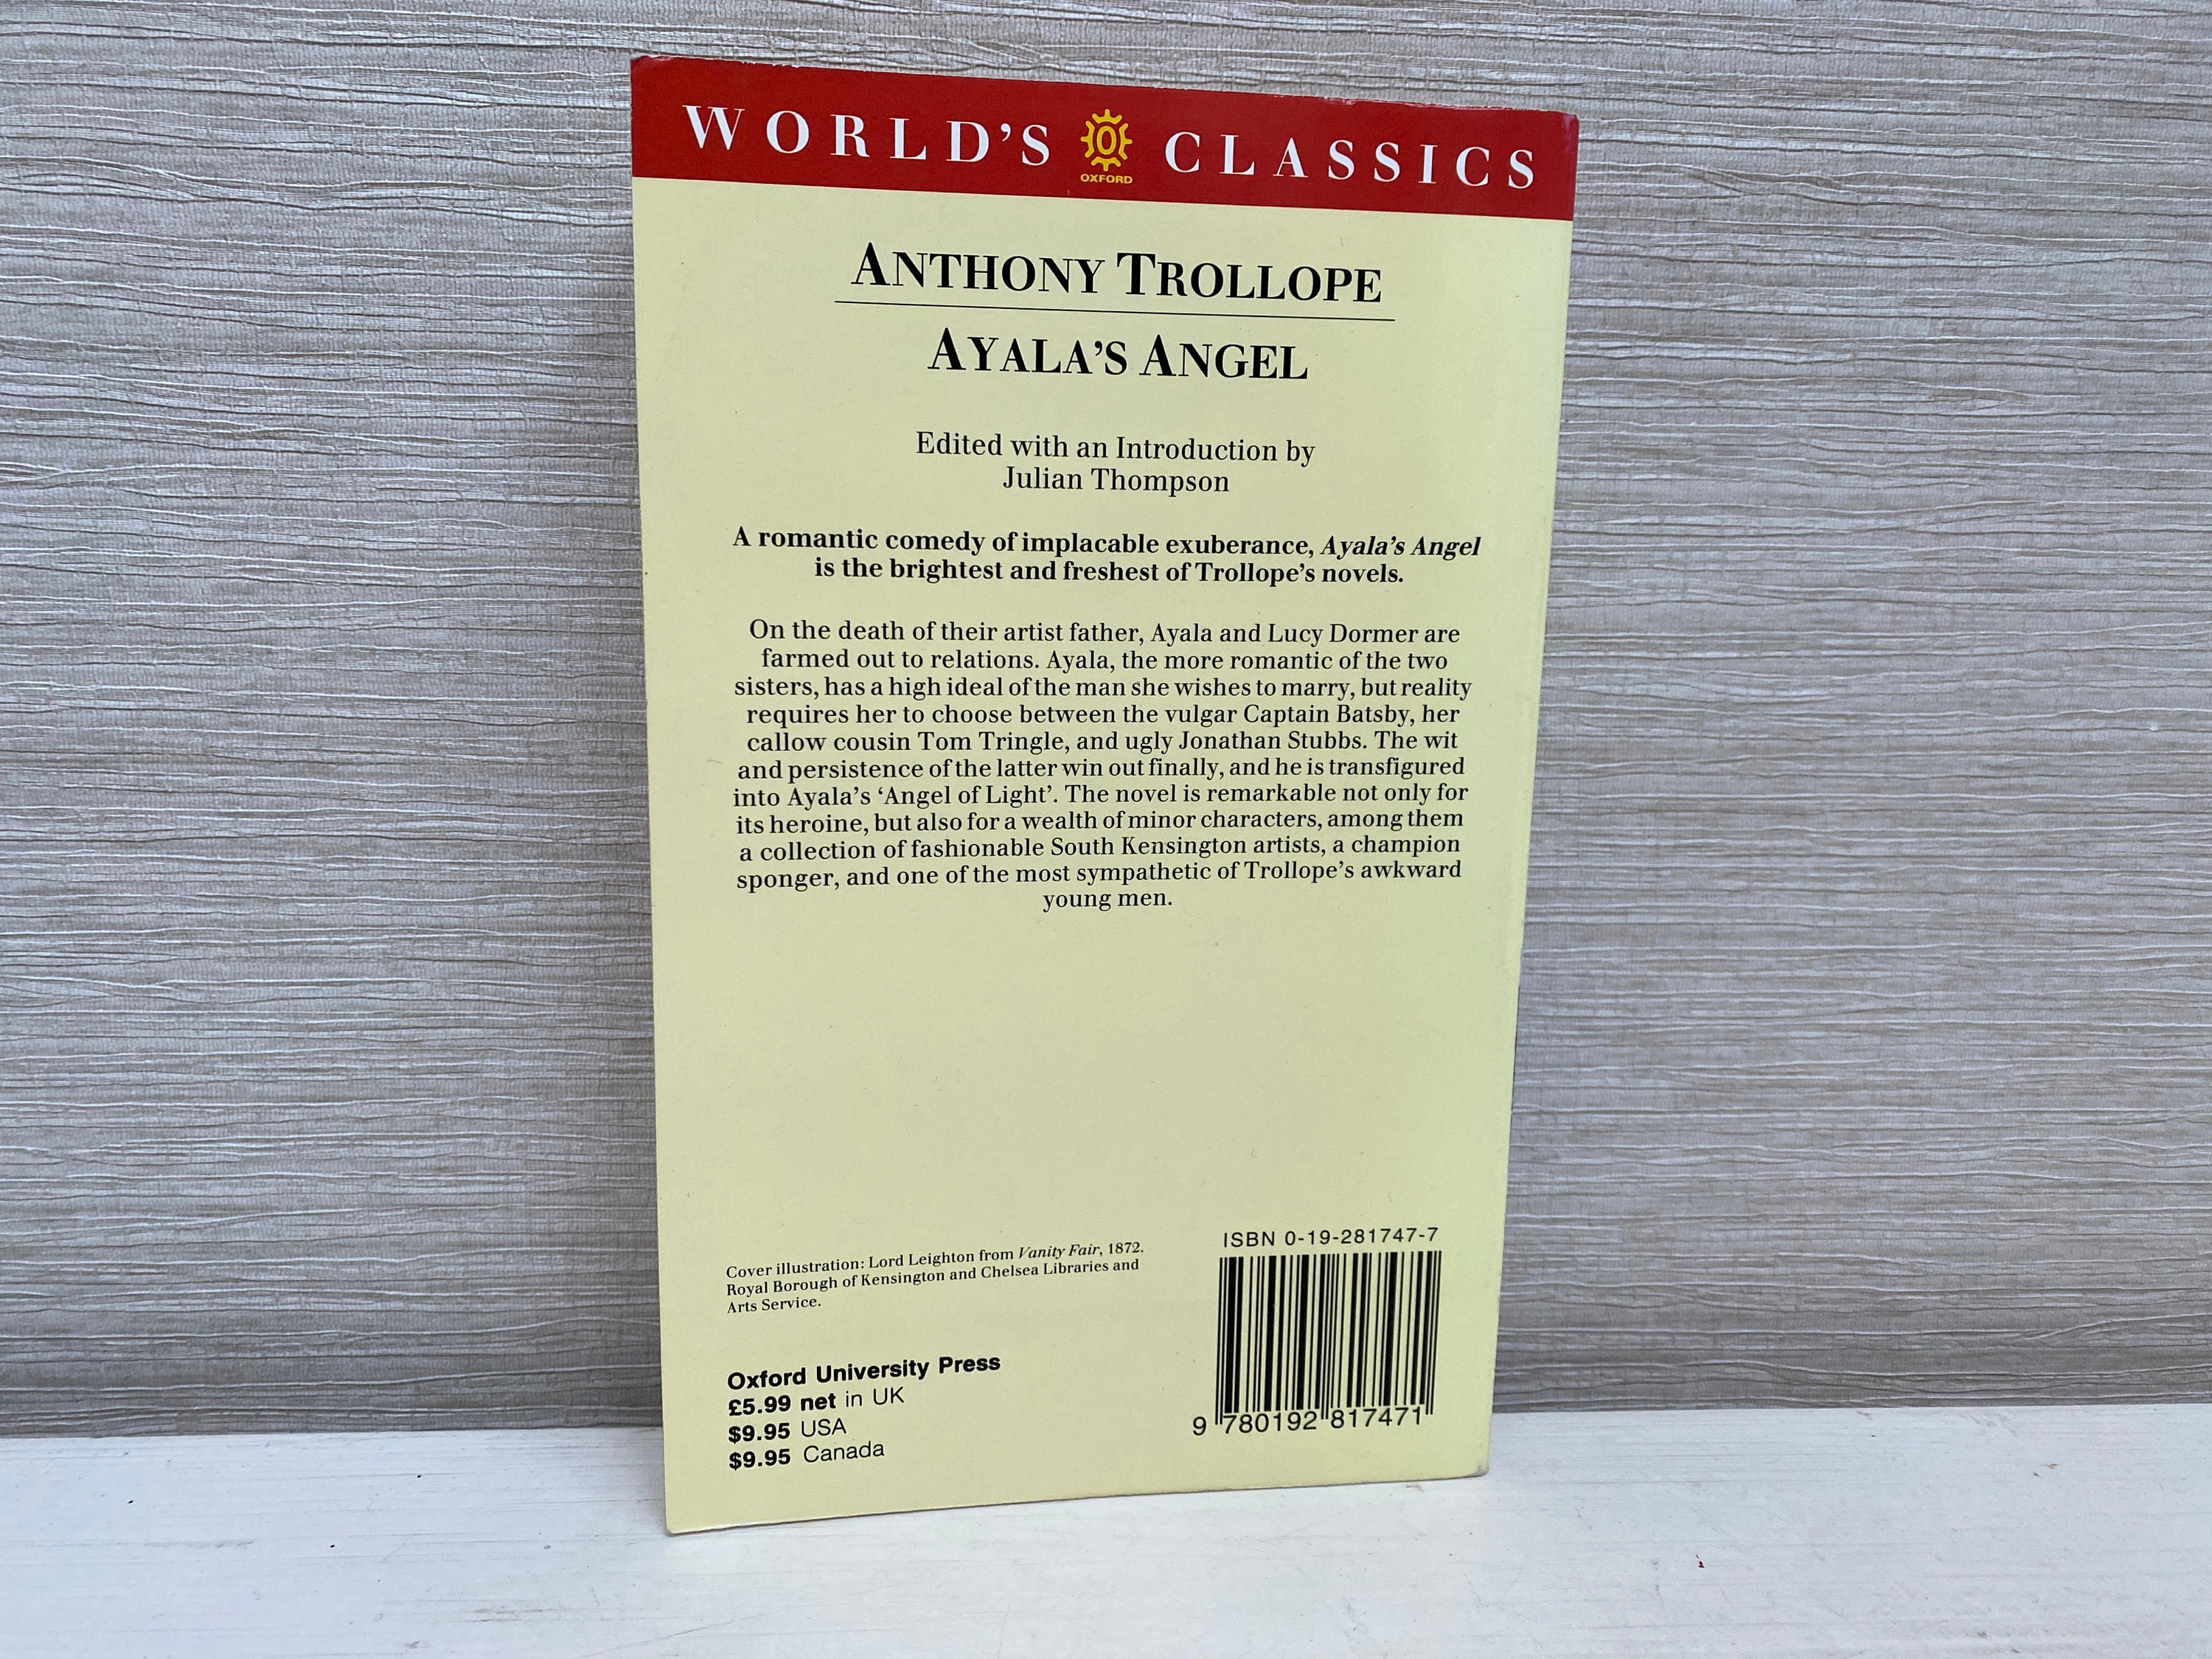 WORLD'S OXFORD CLASSICS
ANTHONY TROLLOPE
AYALA'S ANGEL
Edited with an Introduction by
Julian Thompson
A romantic comedy of implacable exuberance, Ayala's Angel
is the brightest and freshest of Trollope's novels.
On the death of their artist father, Ayala and Lucy Dormer are
farmed out to relations. Ayala, the more romantic of the two
sisters, has a high ideal of the man she wishes to marry, but reality
requires her to choose between the vulgar Captain Batsby, her
callow cousin Tom Tringle, and ugly Jonathan Stubbs. The wit
and persistence of the latter win out finally, and he is transfigured
into Ayala's ‘Angel of Light’. The novel is remarkable not only for
its heroine, but also for a wealth of minor characters, among them
a collection of fashionable South Kensington artists, a champion
sponger, and one of the most sympathetic of Trollope's awkward
young men.
Cover illustration: Lord Leighton from Vanity Fair, 1872.
Royal Borough of Kensington and Chelsea Libraries and
Arts Service.
Oxford University Press
£5.99 net in UK
$9.95 USA
$9.95 Canada
ISBN 0-19-281747-7
9 780192 817471